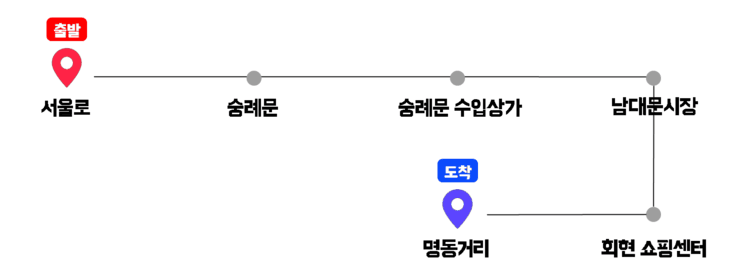 출발
서울로
숭례문
숭례문 수입상가
남대문시장
도착
명동거리
회현 쇼핑센터